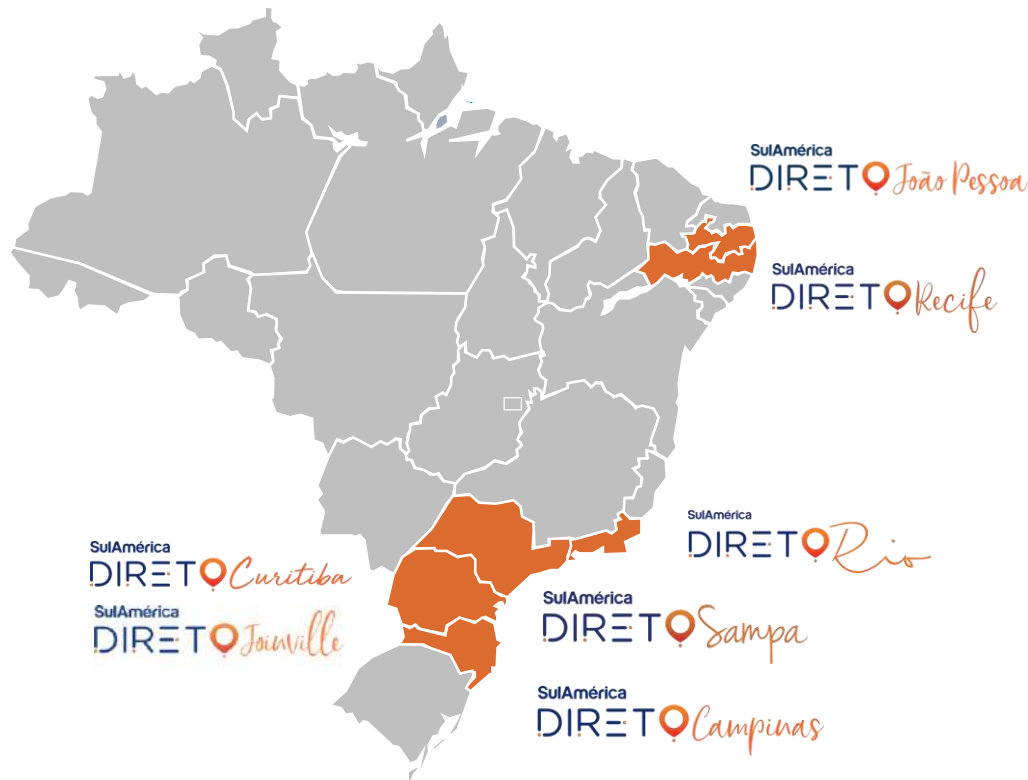 SulAmérica
DIRETO João Pessoa
SulAmérica
DIRETO Recife
SulAmérica
DIRETO Rio
SulAmérica
DIRETO Curitiba
SulAmérica
DIRETO Joinville
SulAmérica
DIRETO Sampa
SulAmérica
DIRETO Campinas